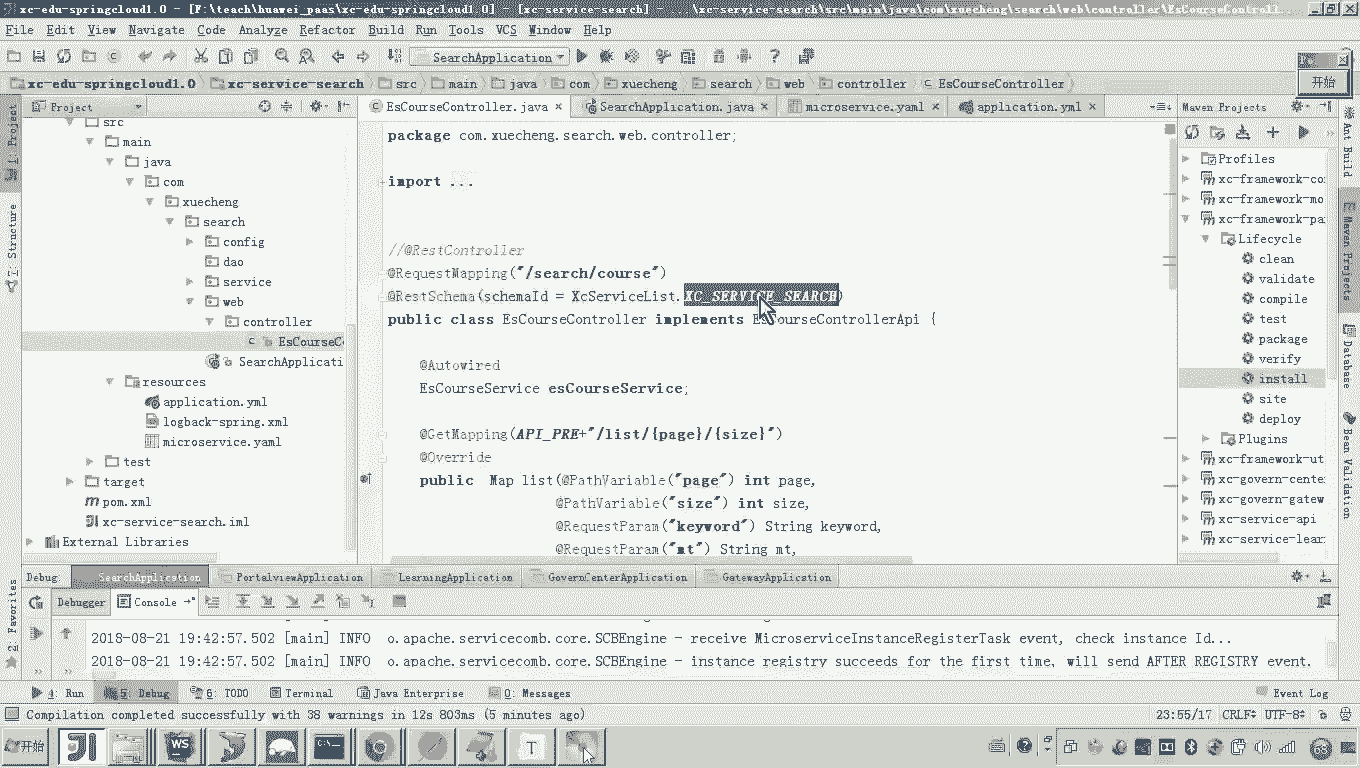 xc-edu-springcloud1.0 - [F:\teach\huawei_paas\xc-edu-springcloud1.0] - [xc-service-search] - ...\xc-service-search\src\main\java\com\xuecheng\search\web\controller\EsCourseControll...
File Edit View Navigate Code Analyze Refactor Build Run Tools VCS Window Help
SearchApplication
开始
xc-edu-springcloud1.0 xc-service-search src main java com xuecheng search web controller EsCourseController
Project
EsCourseController.java SearchApplication.java microservice.yaml application.yml
Maven Projects
1: Project
Structure
2: Favorites
src
main
java
com
xuecheng
search
config
dao
service
web
controller
EsCourseC
SearchApplicati
resources
application.yml
logback-spring.xml
microservice.yaml
test
target
pom.xml
xc-service-search.iml
External Libraries
package com.xuecheng.search.web.controller;
import ...
//@RestController
@RequestMapping("/search/course")
@RestSchema(schemaId = XcServiceList.XC_SERVICE_SEARCH)
public class EsCourseController implements EsCourseControllerApi {
@Autowired
EsCourseService esCourseService;
@GetMapping(API_PRE+"/list/{page}/{size}")
@Override
public Map list(@PathVariable("page") int page,
@PathVariable("size") int size,
@RequestParam("keyword") String keyword,
@RequestParam("mt") String mt,
Profiles
xc-framework-co
xc-framework-mo
xc-framework-pa
Lifecycle
clean
validate
compile
test
package
verify
install
site
deploy
Plugins
xc-framework-ut
xc-govern-cente
xc-govern-gatew
xc-service-api
xc-service-lear
Ant Build
Maven Projects
Database
Bean Validation
Debug: SearchApplication PortalviewApplication LearningApplication GovernCenterApplication GatewayApplication
Debugger Console
2018-08-21 19:42:57.502 [main] INFO o.apache.servicecomb.core.SCBEngine - receive MicroserviceInstanceRegisterTask event, check instance Id...
2018-08-21 19:42:57.502 [main] INFO o.apache.servicecomb.core.SCBEngine - instance registry succeeds for the first time, will send AFTER_REGISTRY event.
4: Run 5: Debug 6: TODO Terminal Java Enterprise 0: Messages Event Log
Compilation completed successfully with 38 warnings in 12s 803ms (5 minutes ago) 23:55/17 CRLF UTF-8
开始